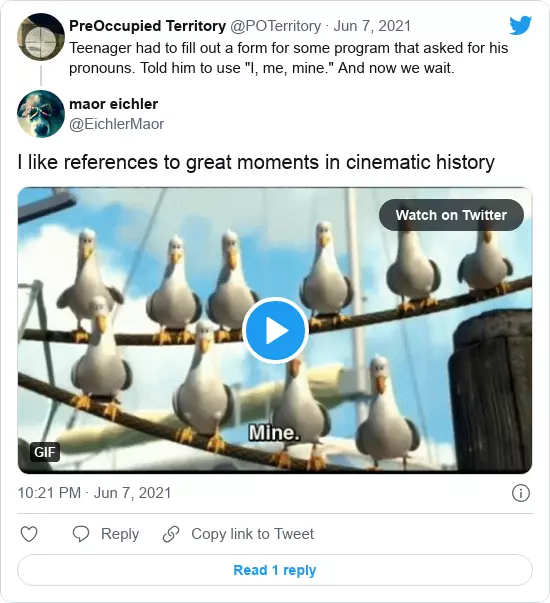 PreOccupied Territory @POTerritory · Jun 7, 2021
Teenager had to fill out a form for some program that asked for his
pronouns. Told him to use "I, me, mine." And now we wait.
maor eichler
@EichlerMaor
I like references to great moments in cinematic history
Watch on Twitter
Mine.
GIF
10:21 PM · Jun 7, 2021
Reply
Copy link to Tweet
Read 1 reply